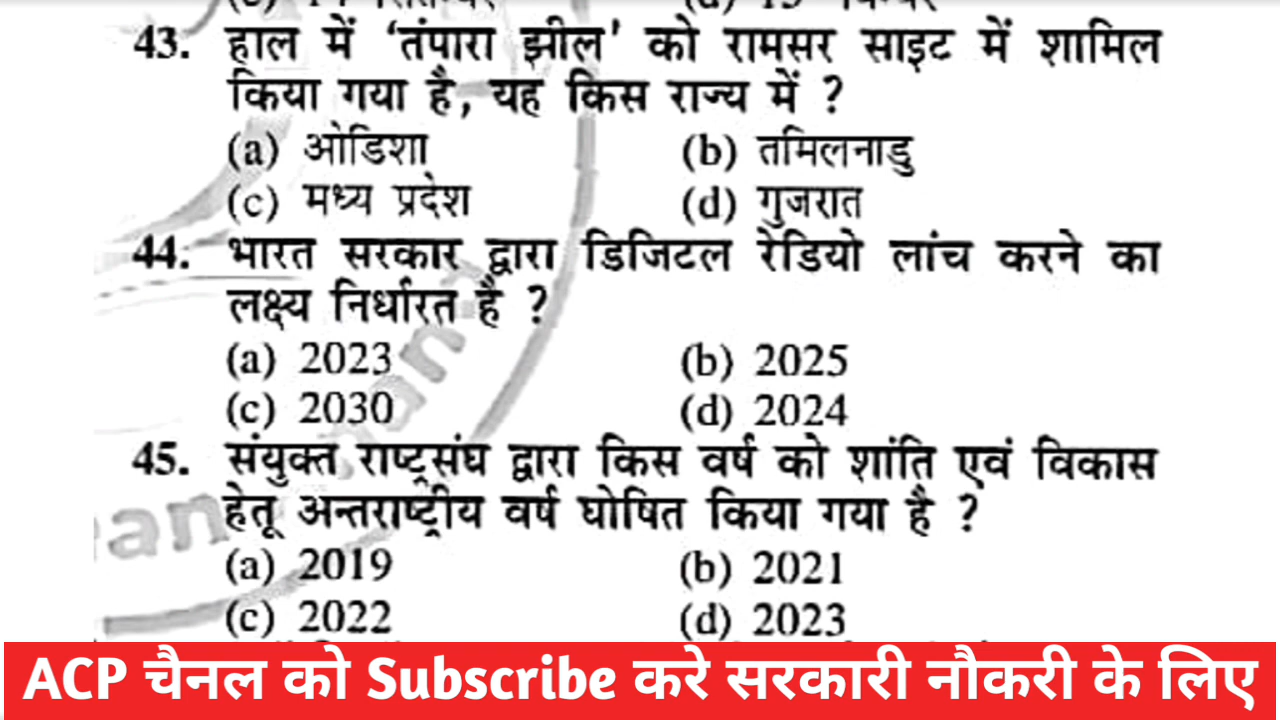 43. हाल में 'तंपारा झील' को रामसर साइट में शामिल
किया गया है, यह किस राज्य में ?
(a) ओडिशा (b) तमिलनाडु
(c) मध्य प्रदेश (d) गुजरात
44. भारत सरकार द्वारा डिजिटल रेडियो लांच करने का
लक्ष्य निर्धारत है ?
(a) 2023 (b) 2025
(c) 2030 (d) 2024
45. संयुक्त राष्ट्रसंघ द्वारा किस वर्ष को शांति एवं विकास
हेतू अन्तराष्ट्रीय वर्ष घोषित किया गया है ?
(a) 2019 (b) 2021
(c) 2022 (d) 2023
ACP चैनल को Subscribe करे सरकारी नौकरी के लिए